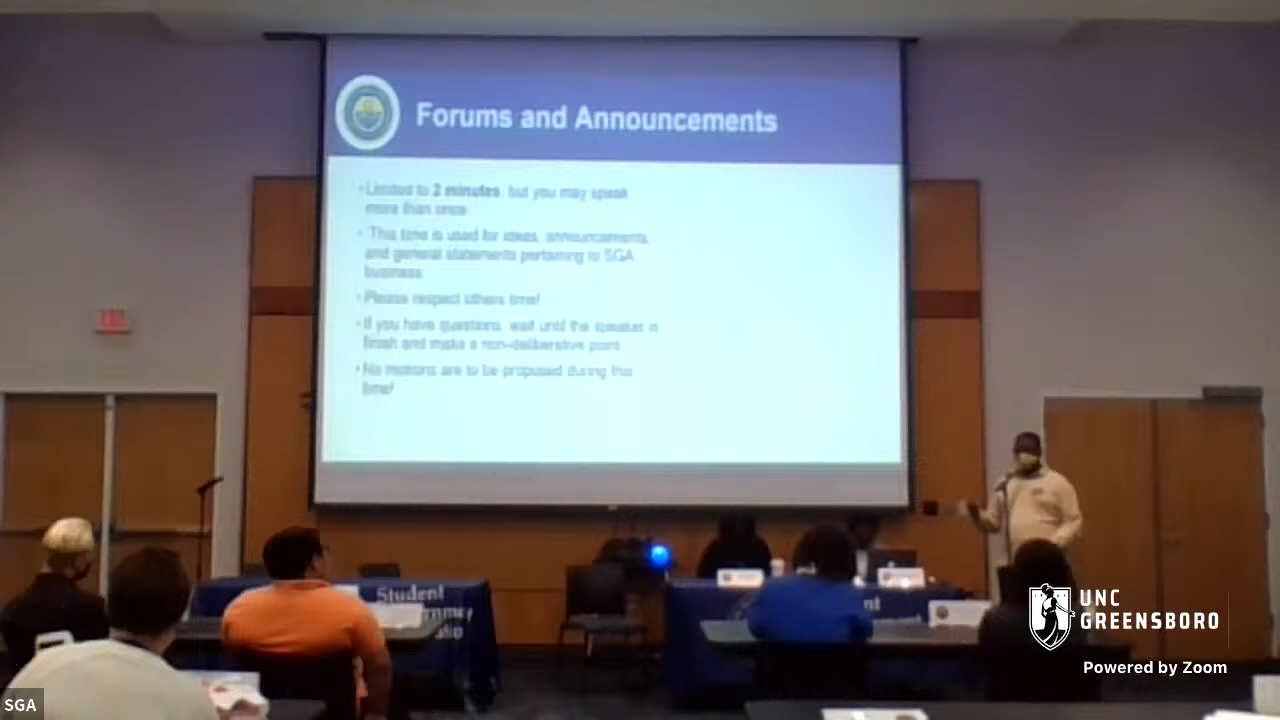 Forums and Announcements
Limited to 2 minutes, but you may speak
more than once
This time is used for ideas, announcements,
and general statements pertaining to SGA
business
Please respect others time!
If you have questions, wait until the speaker is
finish and make a non-deliberative point
No motions are to be proposed during this
time!
Student
UNC
GREENSBORO
Powered by Zoom
SGA